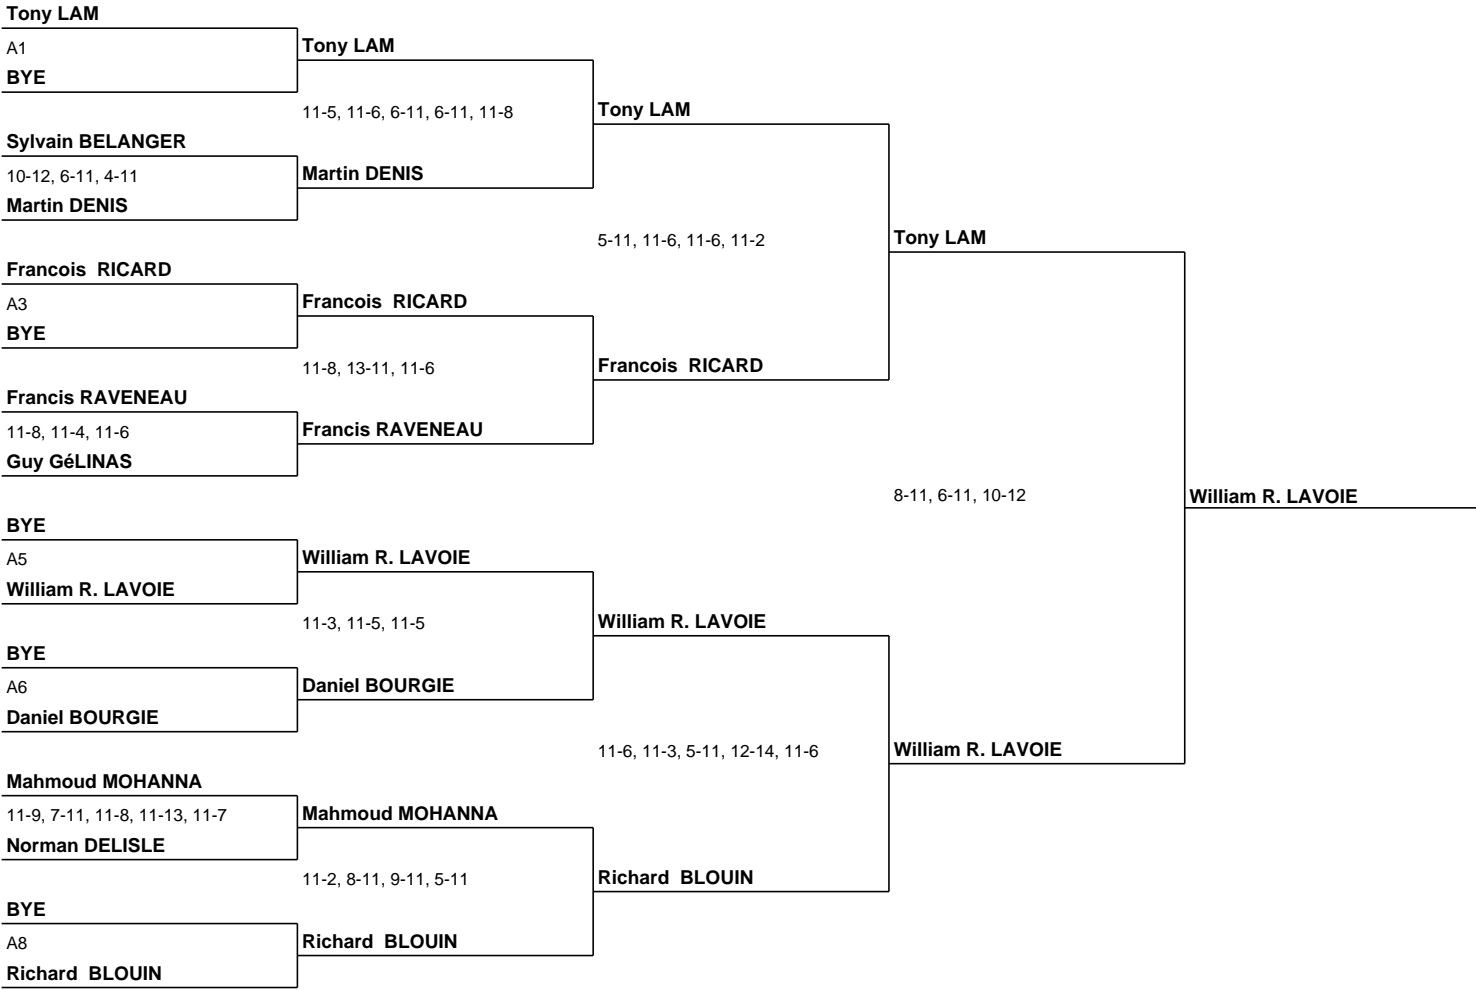 Tony LAM
A1
BYE
Sylvain BELANGER
10-12, 6-11, 4-11
Martin DENIS
Francois  RICARD
A3
BYE
Francis RAVENEAU
11-8, 11-4, 11-6
Guy GéLINAS
BYE
A5
William R. LAVOIE
BYE
A6
Daniel BOURGIE
Mahmoud MOHANNA
11-9, 7-11, 11-8, 11-13, 11-7
Norman DELISLE
BYE
A8
Richard  BLOUIN
Tony LAM
11-5, 11-6, 6-11, 6-11, 11-8
Martin DENIS
Francois  RICARD
11-8, 13-11, 11-6
Francis RAVENEAU
William R. LAVOIE
11-3, 11-5, 11-5
Daniel BOURGIE
Mahmoud MOHANNA
11-2, 8-11, 9-11, 5-11
Richard  BLOUIN
Tony LAM
5-11, 11-6, 11-6, 11-2
Francois  RICARD
William R. LAVOIE
11-6, 11-3, 5-11, 12-14, 11-6
Richard  BLOUIN
Tony LAM
8-11, 6-11, 10-12
William R. LAVOIE
William R. LAVOIE